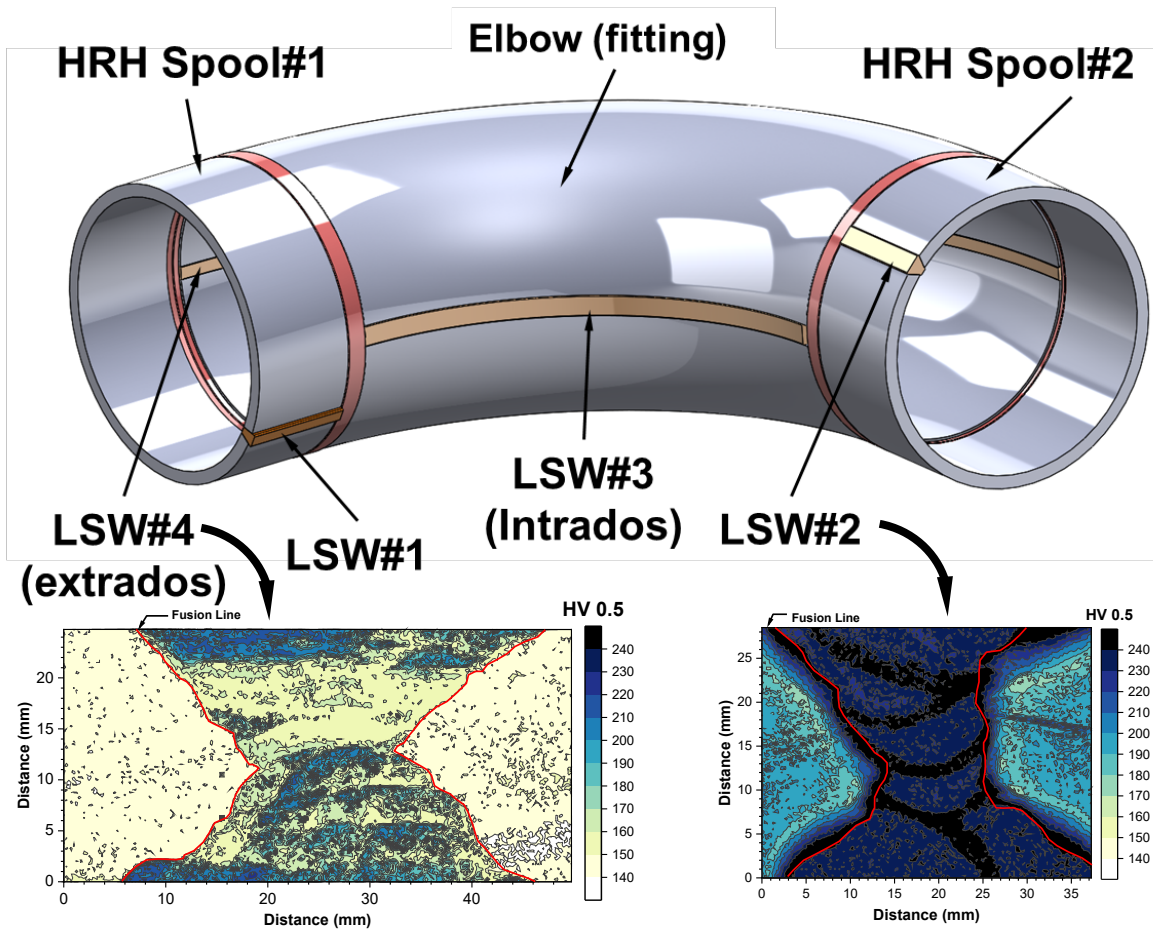 Elbow (fitting)
HRH Spool#1
HRH Spool#2
LSW#3
(Intrados)
LSW#4
(extrados)
LSW#1
LSW#2
Fusion Line
HV 0.5
240
230
220
210
200
190
180
170
160
150
140
20
15
10
5
0
Distance (mm)
0 10 20 30 40
Distance (mm)
Fusion Line
HV 0.5
240
230
220
210
200
190
180
170
160
150
140
25
20
15
10
5
0
Distance (mm)
0 5 10 15 20 25 30 35
Distance (mm)